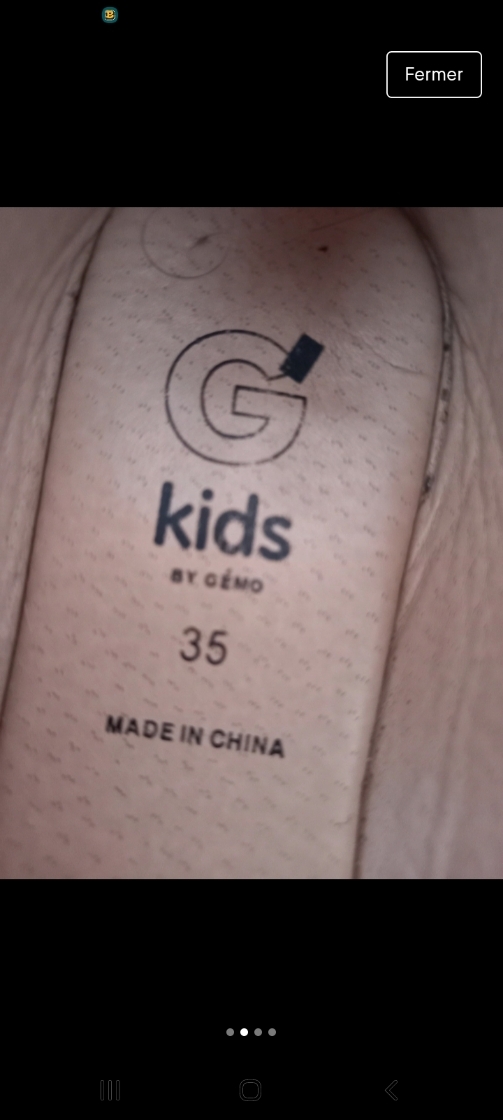 Fermer
G
kids
BY GÉMO
35
MADE IN CHINA